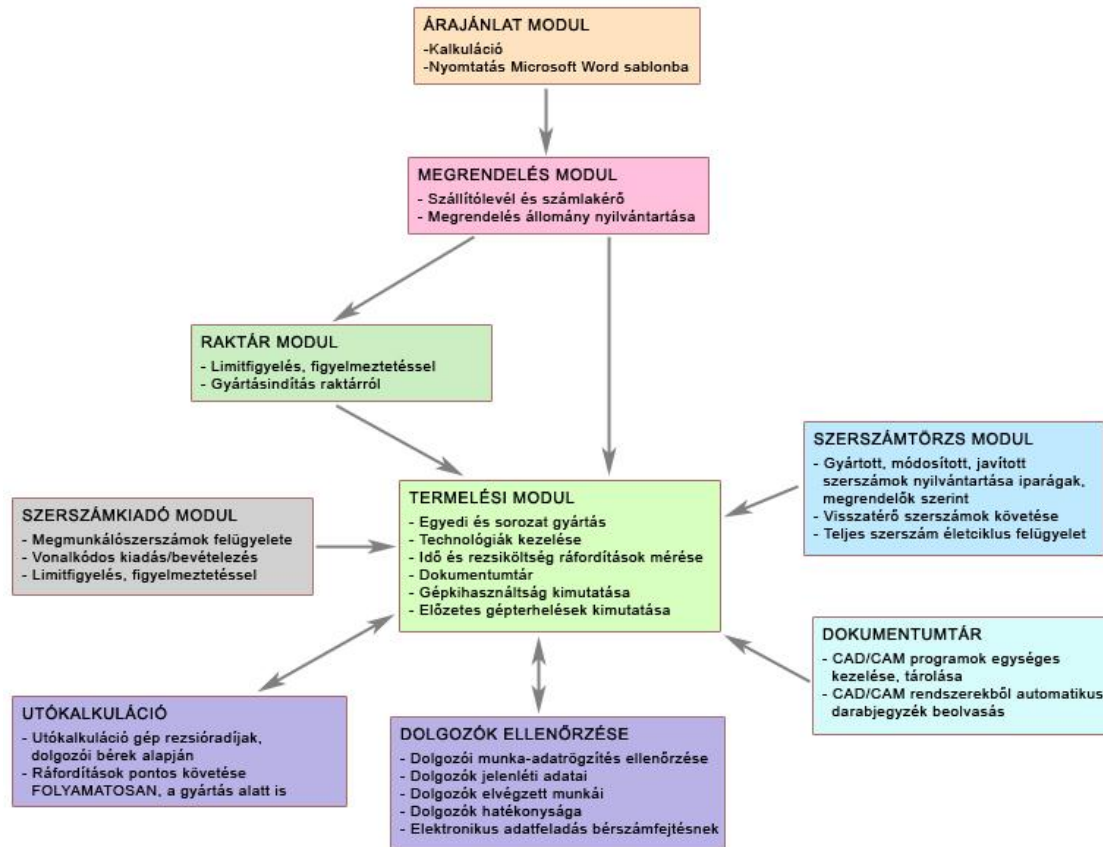 ÁRAJÁNLAT MODUL
-Kalkuláció
-Nyomtatás Microsoft Word sablonba
MEGRENDELÉS MODUL
- Szállítólevél és számlakérő
- Megrendelés állomány nyilvántartása
RAKTÁR MODUL
- Limitfigyelés, figyelmeztetéssel
- Gyártásindítás raktárról
SZERSZÁMTÖRZS MODUL
- Gyártott, módosított, javított
szerszámok nyilvántartása iparágak,
megrendelők szerint
- Visszatérő szerszámok követése
- Teljes szerszám életciklus felügyelet
TERMELÉSI MODUL
- Egyedi és sorozat gyártás
- Technológiák kezelése
- Idő és rezsiköltség ráfordítások mérése
- Dokumentumtár
- Gépkihasználtság kimutatása
- Előzetes gépterhelések kimutatása
SZERSZÁMKIADÓ MODUL
- Megmunkálószerszámok felügyelete
- Vonalkódos kiadás/bevételezés
- Limitfigyelés, figyelmeztetéssel
DOKUMENTUMTÁR
- CAD/CAM programok egységes
kezelése, tárolása
- CAD/CAM rendszerekből automatikus
darabjegyzék beolvasás
UTÓKALKULÁCIÓ
- Utókalkuláció gép rezsióradíjak,
dolgozói bérek alapján
- Ráfordítások pontos követése
FOLYAMATOSAN, a gyártás alatt is
DOLGOZÓK ELLENŐRZÉSE
- Dolgozói munka-adatrögzítés ellenőrzése
- Dolgozók jelenléti adatai
- Dolgozók elvégzett munkái
- Dolgozók hatékonysága
- Elektronikus adatfeladás bérszámfejtésnek